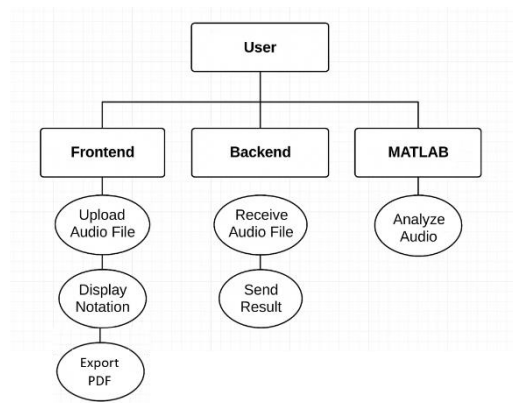 User
Frontend
Backend
MATLAB
Upload
Audio File
Receive
Audio File
Analyze
Audio
Display
Notation
Send
Result
Export
PDF